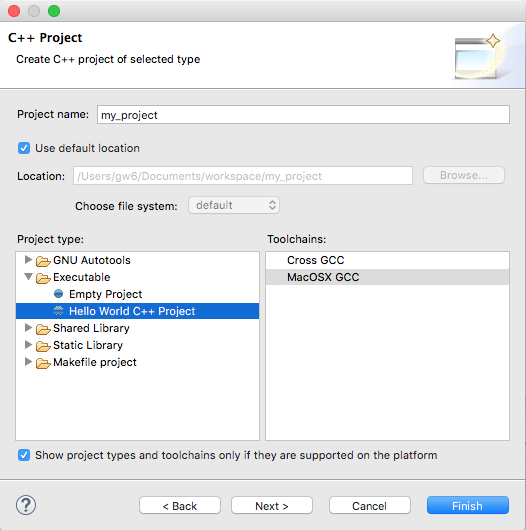 C++ Project
Create C++ project of selected type
Project name: my_project
Use default location
Location: /Users/gw6/Documents/workspace/my_project Browse...
Choose file system: default
Project type: Toolchains:
GNU Autotools Cross GCC
Executable MacOSX GCC
Empty Project
Hello World C++ Project
Shared Library
Static Library
Makefile project
Show project types and toolchains only if they are supported on the platform
? < Back Next > Cancel Finish